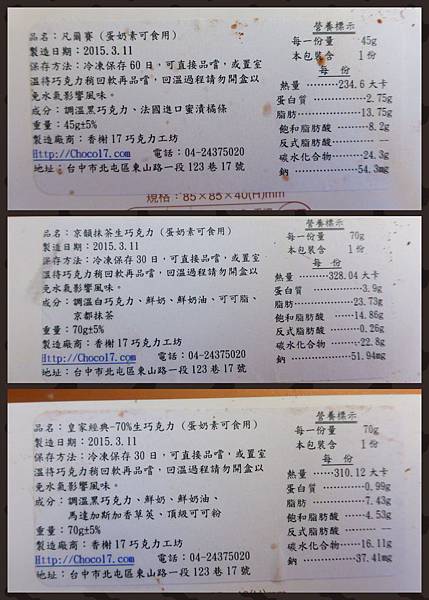 品名：凡爾賽 (蛋奶素可食用)
製造日期：2015.3.11
保存方法：冷凍保存60日，可直接品嚐，或置室
溫待巧克力稍回軟再品嚐，回溫過程請勿開盒以
免水氣影響風味。
成分：調溫黑巧克力、法國進口蜜漬橘條
重量：45g±5%
製造廠商：香榭17巧克力工坊
Http://Choco17.com 電話：04-24375020
地址：台中市北屯區東山路一段123巷17號
營養標示
每一份量 45g
本包裝含 1份
每 份
熱量 ………234.6大卡
蛋白質 ………2.75g
脂肪 ………13.75g
飽和脂肪酸 ………8.2g
反式脂肪酸 ………—
碳水化合物………24.3g
鈉 ………54.3mg
規格：85×85×40(H)mm
品名：京韻抹茶生巧克力 (蛋奶素可食用)
製造日期：2015.3.11
保存方法：冷凍保存30日，可直接品嚐，或置室
溫待巧克力稍回軟再品嚐，回溫過程請勿開盒以
免水氣影響風味。
成分：調溫白巧克力、鮮奶、鮮奶油、可可脂、
京都抹茶
重量：70g±5%
製造廠商：香榭17巧克力工坊
Http://Choco17.com 電話：04-24375020
地址：台中市北屯區東山路一段123巷17號
營養標示
每一份量 70g
本包裝含 1份
每 份
熱量 ………328.04大卡
蛋白質 ………3.9g
脂肪………23.73g
飽和脂肪酸 ……14.86g
反式脂肪酸 ………0.26g
碳水化合物 ………22.8g
鈉 ………51.94mg
品名：皇家經典-70%生巧克力 (蛋奶素可食用)
製造日期：2015.3.11
保存方法：冷凍保存30日，可直接品嚐，或置室
溫待巧克力稍回軟再品嚐，回溫過程請勿開盒以
免水氣影響風味。
成分：調溫黑巧克力、鮮奶、鮮奶油、
馬達加斯加香草莢、頂級可可粉
重量：70g±5%
製造廠商：香榭17巧克力工坊
Http://Choco17.com 電話：04-24375020
地址：台中市北屯區東山路一段123巷17號
營養標示
每一份量 70g
本包裝含 1份
每 份
熱量 ……310.12大卡
蛋白質 ………0.99g
脂肪 ………7.43g
飽和脂肪酸 ……4.53g
反式脂肪酸 ………—
碳水化合物………16.11g
鈉 ………37.41mg